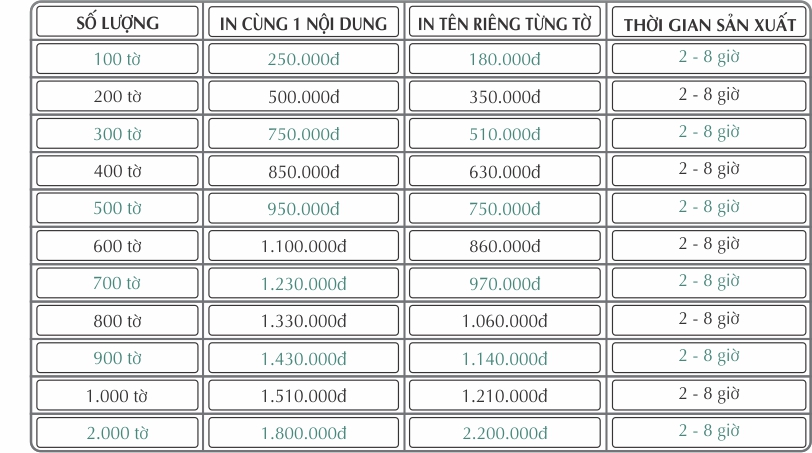 SỐ LƯỢNG IN CÙNG 1 NỘI DUNG IN TÊN RIÊNG TỪNG TỜ THỜI GIAN SẢN XUẤT
100 tờ 250.000đ 180.000đ 2 - 8 giờ
200 tờ 500.000đ 350.000đ 2 - 8 giờ
300 tờ 750.000đ 510.000đ 2 - 8 giờ
400 tờ 850.000đ 630.000đ 2 - 8 giờ
500 tờ 950.000đ 750.000đ 2 - 8 giờ
600 tờ 1.100.000đ 860.000đ 2 - 8 giờ
700 tờ 1.230.000đ 970.000đ 2 - 8 giờ
800 tờ 1.330.000đ 1.060.000đ 2 - 8 giờ
900 tờ 1.430.000đ 1.140.000đ 2 - 8 giờ
1.000 tờ 1.510.000đ 1.210.000đ 2 - 8 giờ
2.000 tờ 1.800.000đ 2.200.000đ 2 - 8 giờ